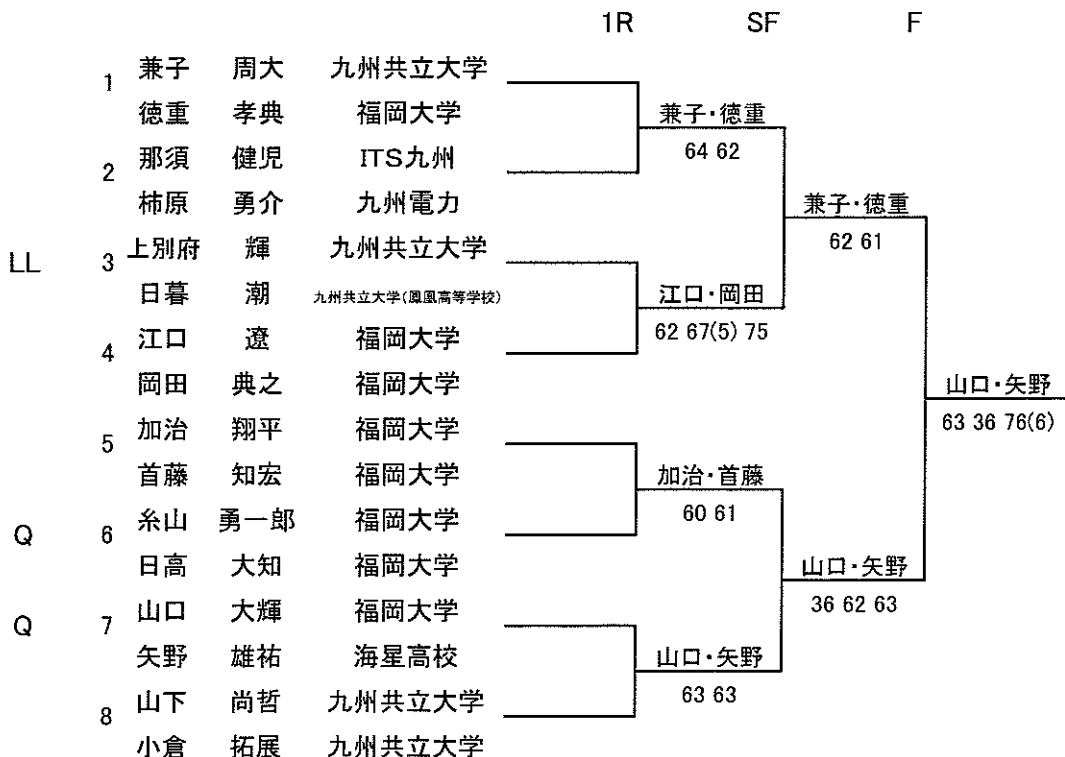 1R SF F
1 兼子 周大 九州共立大学
徳重 孝典 福岡大学
兼子・徳重
64 62
2 那須 健児 ITS九州
柿原 勇介 九州電力
兼子・徳重
62 61
LL 3 上別府 輝 九州共立大学
日暮 潮 九州共立大学(鳳凰高等学校)
江口・岡田
62 67(5) 75
4 江口 遼 福岡大学
岡田 典之 福岡大学
山口・矢野
63 36 76(6)
5 加治 翔平 福岡大学
首藤 知宏 福岡大学
加治・首藤
60 61
Q 6 糸山 勇一郎 福岡大学
日高 大知 福岡大学
山口・矢野
36 62 63
Q 7 山口 大輝 福岡大学
矢野 雄祐 海星高校
山口・矢野
63 63
8 山下 尚哲 九州共立大学
小倉 拓展 九州共立大学